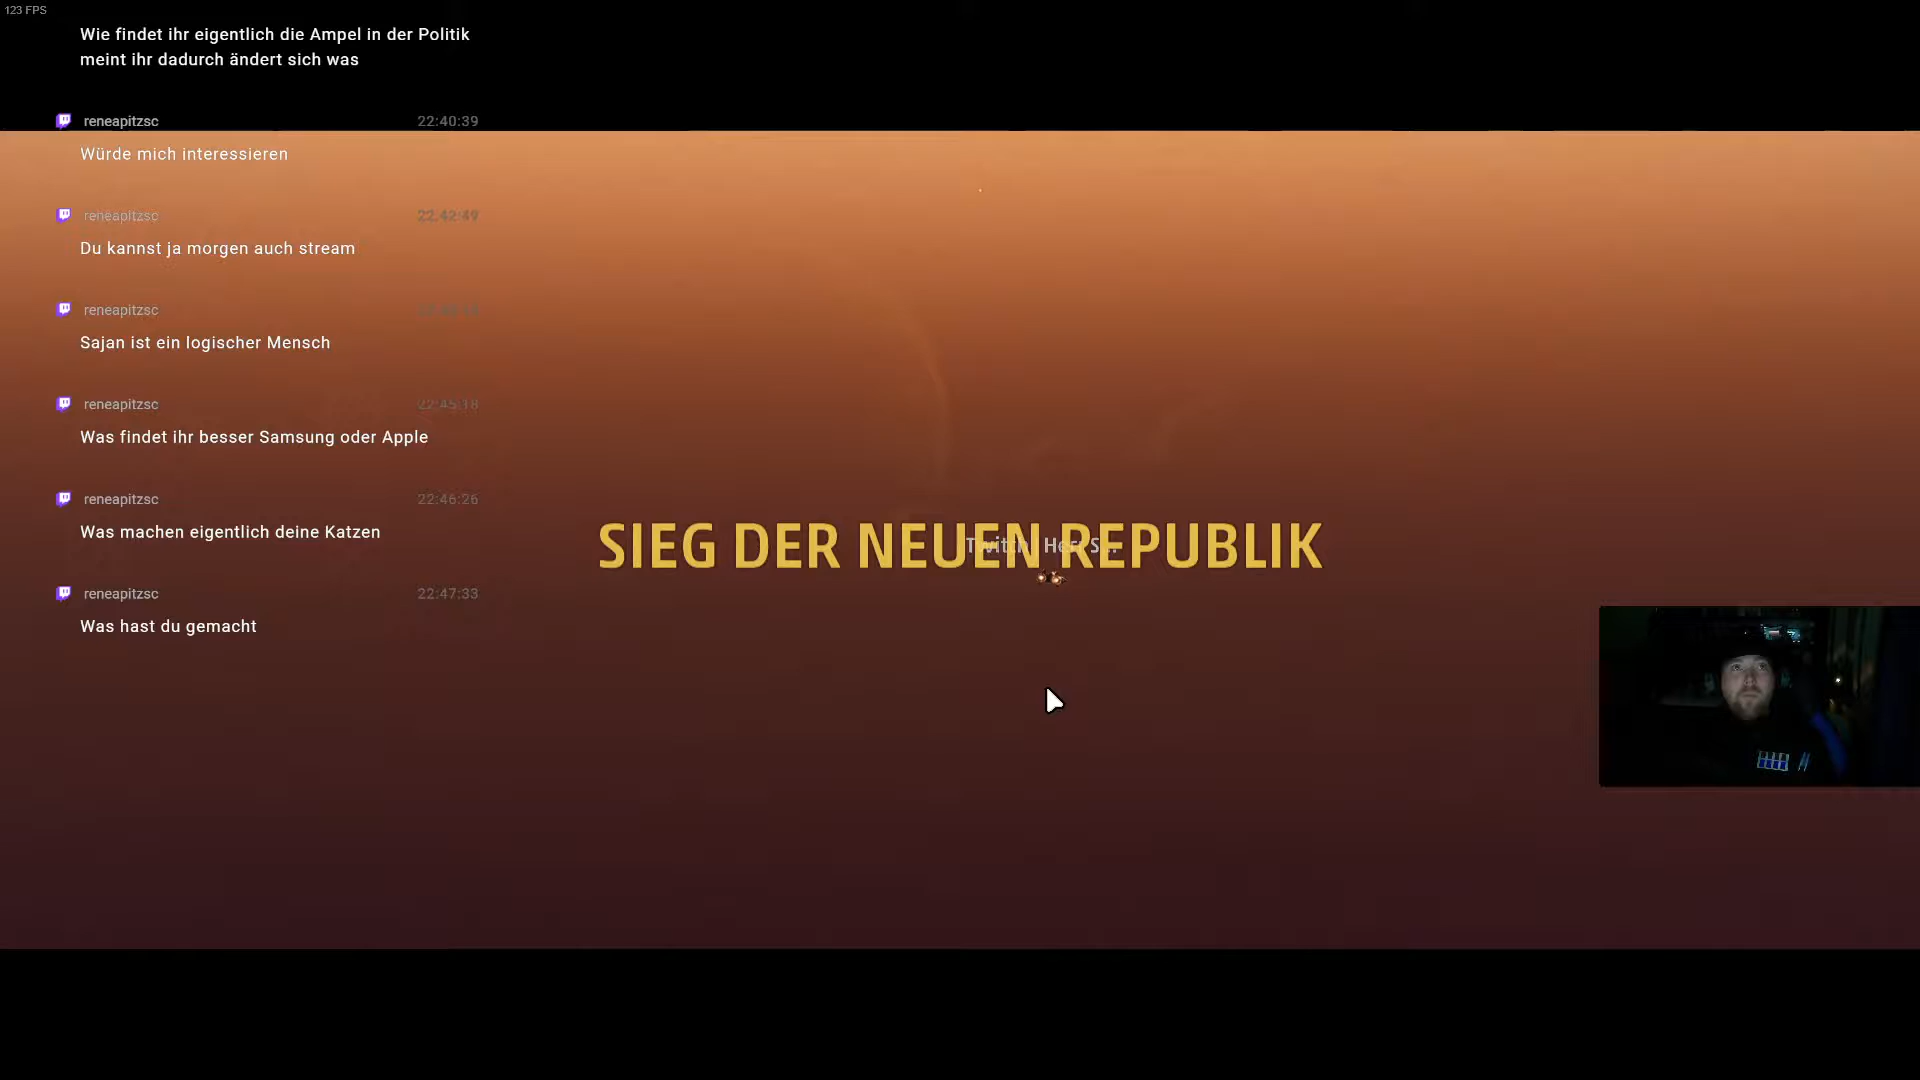 123 FPS
Wie findet ihr eigentlich die Ampel in der Politik
meint ihr dadurch ändert sich was
reneapitzsc 22:40:39
Würde mich interessieren
reneapitzsc 22:42:49
Du kannst ja morgen auch stream
reneapitzsc
Sajan ist ein logischer Mensch
reneapitzsc 22:45:18
Was findet ihr besser Samsung oder Apple
reneapitzsc 22:46:26
Was machen eigentlich deine Katzen
SIEG DER NEUEN REPUBLIK
reneapitzsc 22:47:33
Was hast du gemacht